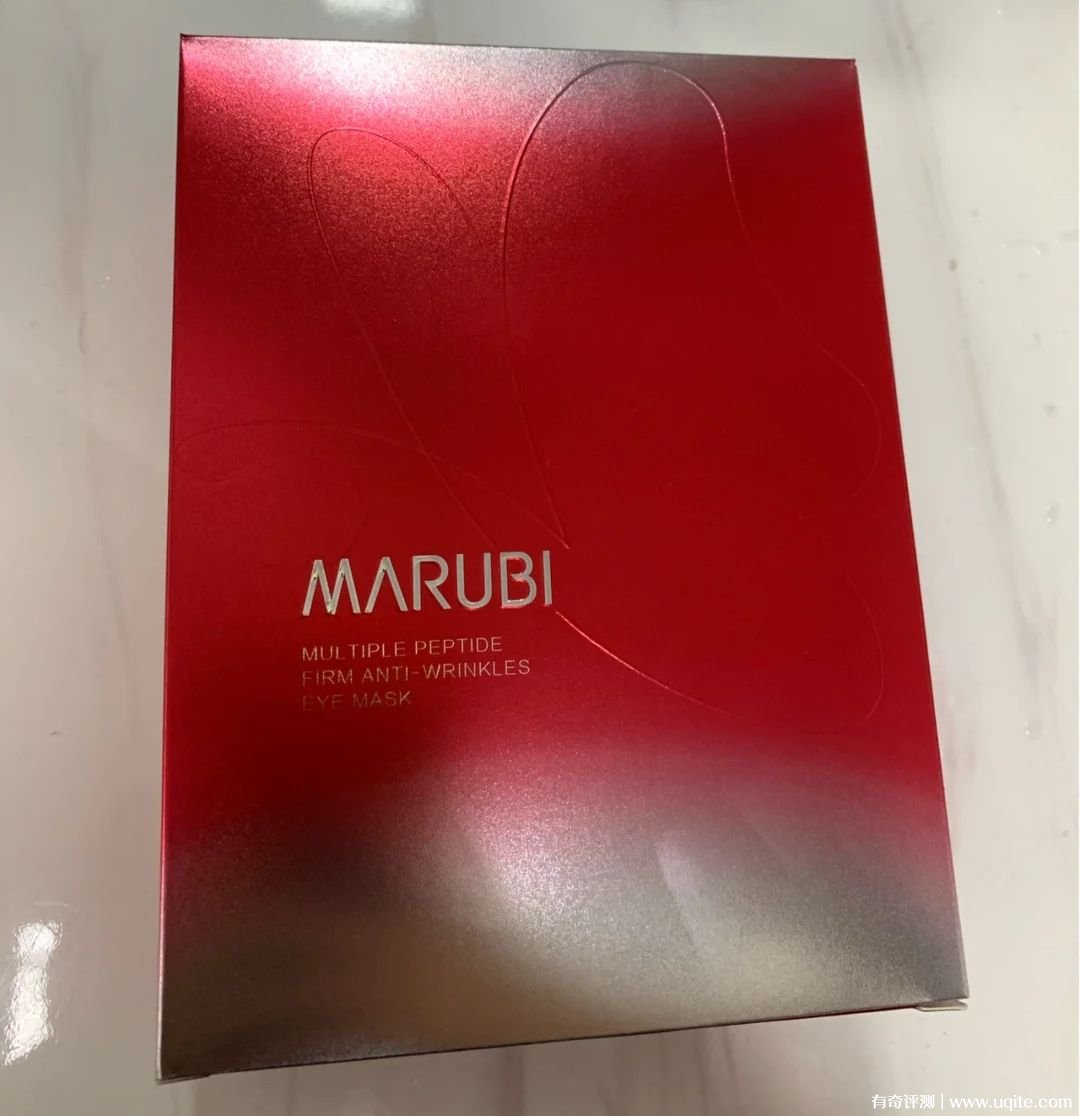 MARUBI
MULTIPLE PEPTIDE
FIRM ANTI-WRINKLES
EYE MASK
有奇评测 | www.uqite.com